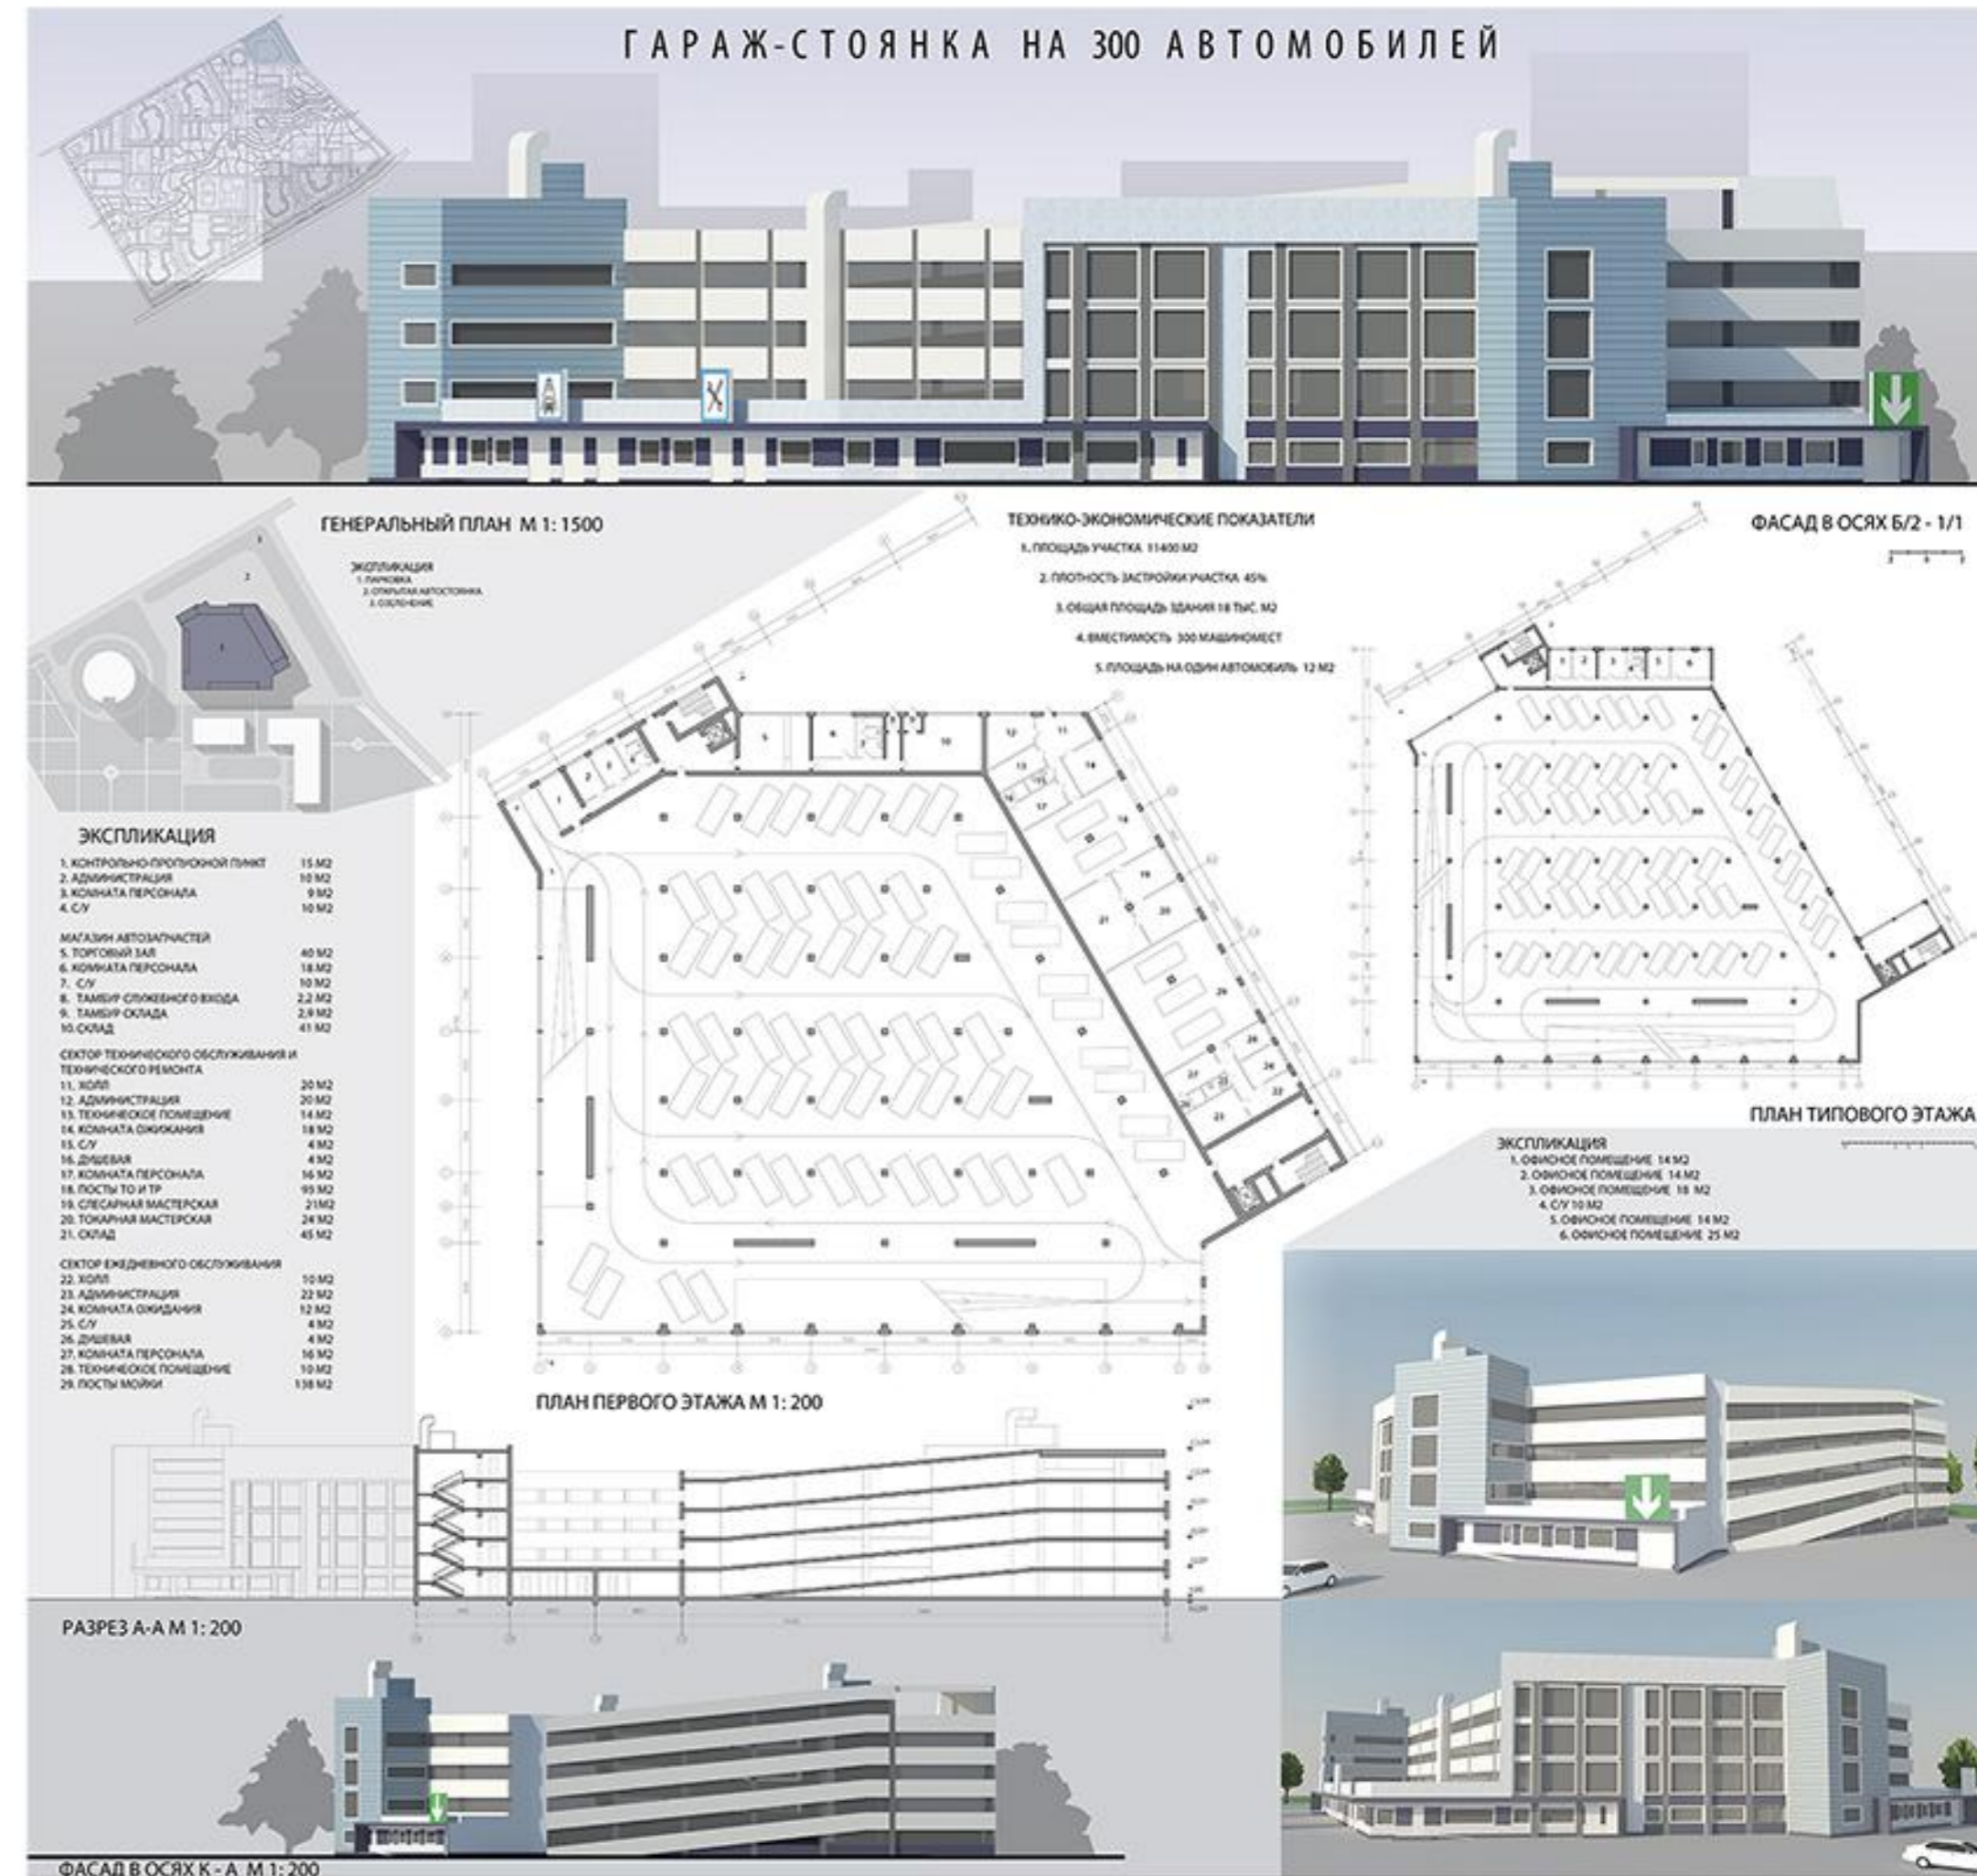 ГАРАЖ-СТОЯНКА НА 300 АВТОМОБИЛЕЙ
ГЕНЕРАЛЬНЫЙ ПЛАН М 1: 1500
ЭКСПЛИКАЦИЯ
1. ПАРКОВКА
2. ОТКРЫТАЯ АВТОСТОЯНКА
3. ОЗЕЛЕНЕНИЕ
ТЕХНИКО-ЭКОНОМИЧЕСКИЕ ПОКАЗАТЕЛИ
1. ПЛОЩАДЬ УЧАСТКА 11400 М2
2. ПЛОТНОСТЬ ЗАСТРОЙКИ УЧАСТКА 45%
3. ОБЩАЯ ПЛОЩАДЬ ЗДАНИЯ 18 ТЫС. М2
4. ВМЕСТИМОСТЬ 300 МАШИНОМЕСТ
5. ПЛОЩАДЬ НА ОДИН АВТОМОБИЛЬ 12 М2
ФАСАД В ОСЯХ Б/2 - 1/1
ЭКСПЛИКАЦИЯ
1. КОНТРОЛЬНО-ПРОПУСКНОЙ ПУНКТ 15 М2
2. АДМИНИСТРАЦИЯ 10 М2
3. КОМНАТА ПЕРСОНАЛА 9 М2
4. С/У 10 М2
МАГАЗИН АВТОЗАПЧАСТЕЙ
5. ТОРГОВЫЙ ЗАЛ 40 М2
6. КОМНАТА ПЕРСОНАЛА 18 М2
7. С/У 10 М2
8. ТАМБУР СЛУЖЕБНОГО ВХОДА 2,2 М2
9. ТАМБУР СКЛАДА 2,9 М2
10. СКЛАД 41 М2
СЕКТОР ТЕХНИЧЕСКОГО ОБСЛУЖИВАНИЯ И
ТЕХНИЧЕСКОГО РЕМОНТА
11. ХОЛЛ 20 М2
12. АДМИНИСТРАЦИЯ 20 М2
13. ТЕХНИЧЕСКОЕ ПОМЕЩЕНИЕ 14 М2
14. КОМНАТА ОЖИЖАНИЯ 18 М2
15. С/У 4 М2
16. ДУШЕВАЯ 4 М2
17. КОМНАТА ПЕРСОНАЛА 16 М2
18. ПОСТЫ ТО И ТР 95 М2
19. СЛЕСАРНАЯ МАСТЕРСКАЯ 21М2
20. ТОКАРНАЯ МАСТЕРСКАЯ 24 М2
21. СКЛАД 45 М2
СЕКТОР ЕЖЕДНЕВНОГО ОБСЛУЖИВАНИЯ
22. ХОЛЛ 10 М2
23. АДМИНИСТРАЦИЯ 22 М2
24. КОМНАТА ОЖИДАНИЯ 12 М2
25. С/У 4 М2
26. ДУШЕВАЯ 4 М2
27. КОМНАТА ПЕРСОНАЛА 16 М2
28. ТЕХНИЧЕСКОЕ ПОМЕЩЕНИЕ 10 М2
29. ПОСТЫ МОЙКИ 138 М2
ПЛАН ТИПОВОГО ЭТАЖА
ЭКСПЛИКАЦИЯ
1. ОФИСНОЕ ПОМЕЩЕНИЕ 14 М2
2. ОФИСНОЕ ПОМЕЩЕНИЕ 14 М2
3. ОФИСНОЕ ПОМЕЩЕНИЕ 18 М2
4. С/У 10 М2
5. ОФИСНОЕ ПОМЕЩЕНИЕ 14 М2
6. ОФИСНОЕ ПОМЕЩЕНИЕ 25 М2
ПЛАН ПЕРВОГО ЭТАЖА М 1: 200
РАЗРЕЗ А-А М 1: 200
ФАСАД В ОСЯХ К - А М 1: 200